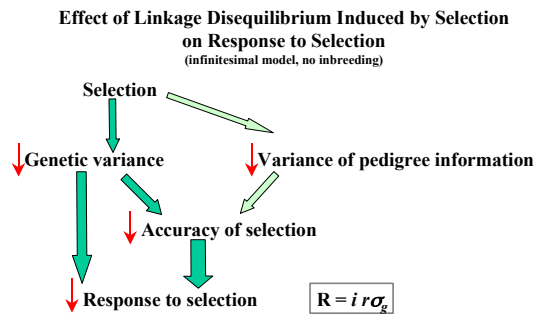 Effect of Linkage Disequilibrium Induced by Selection
on Response to Selection
(infinitesimal model, no inbreeding)
Selection
Genetic variance
Variance of pedigree information
Accuracy of selection
Response to selection
R = i rσg